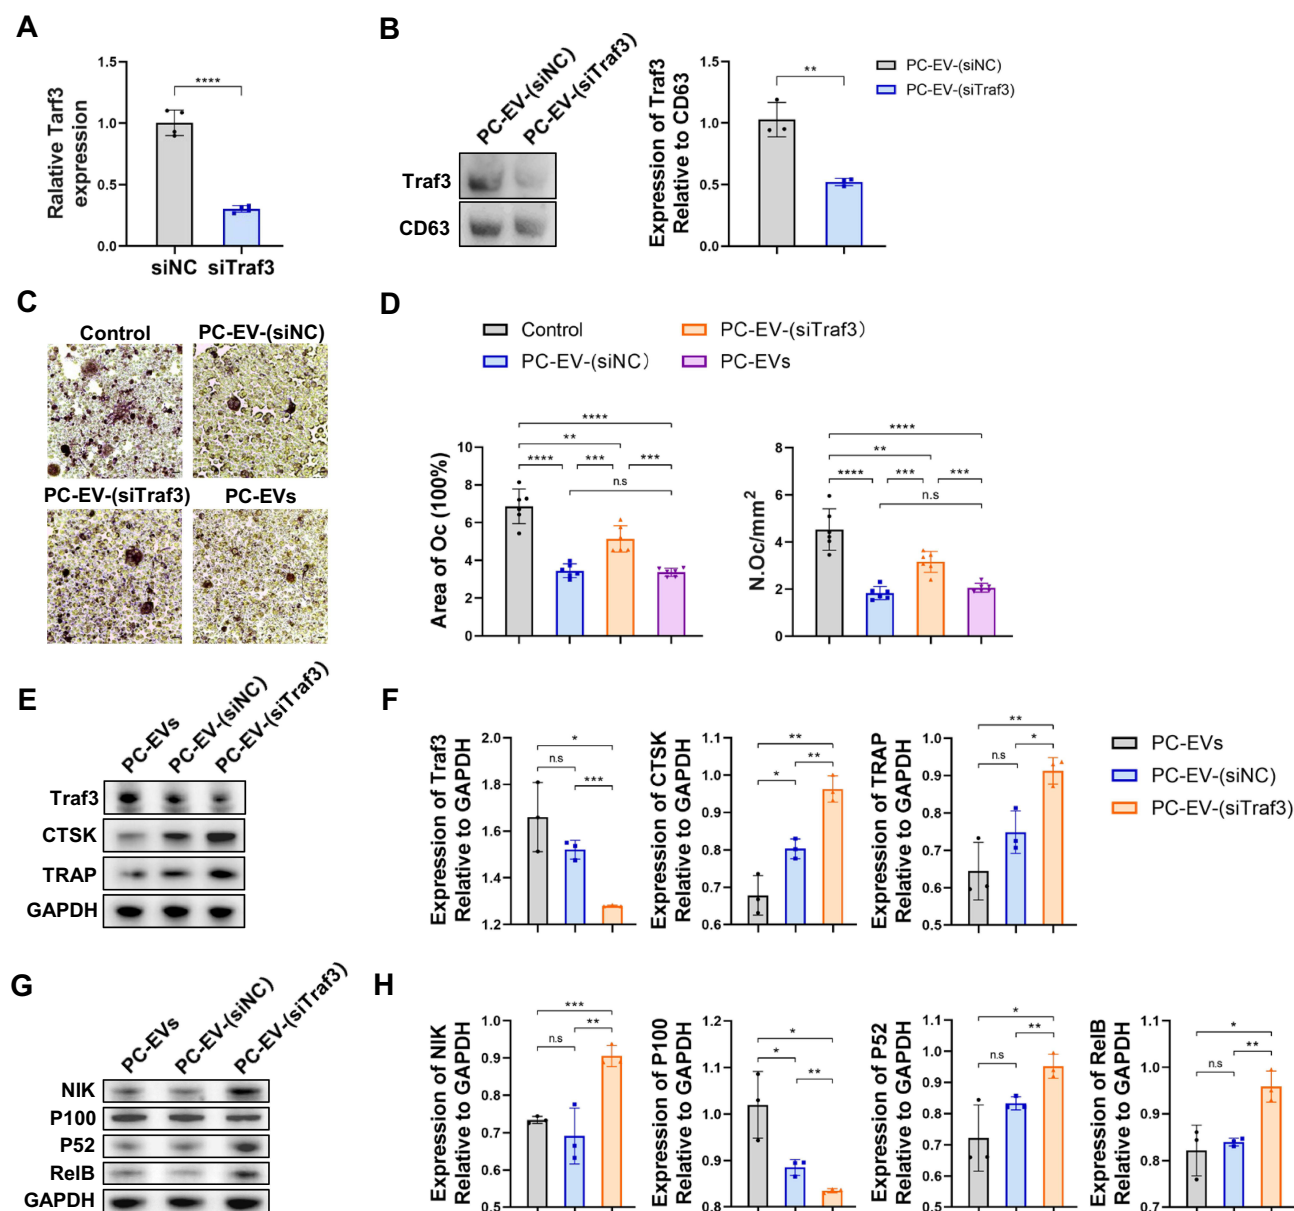 A
Ralative Tarf3
expression
1.5
1.0
0.5
0.0
****
siNC
siTraf3
B
PC-EV-(siNC)
PC-EV-(siTraf3)
Traf3
CD63
Expression of Traf3
Relative to CD63
1.5
1.0
0.5
0.0
**
PC-EV-(siNC)
PC-EV-(siTraf3)
C
Control
PC-EV-(siNC)
PC-EV-(siTraf3)
PC-EVs
D
Control
PC-EV-(siNC)
PC-EV-(siTraf3)
PC-EVs
Area of Oc (100%)
10
8
6
4
2
0
****
**
**** *** ***
n.s
N.Oc/mm²
8
6
4
2
0
****
**
**** *** ***
n.s
E
PC-EVs
PC-EV-(siNC)
PC-EV-(siTraf3)
Traf3
CTSK
TRAP
GAPDH
F
Expression of Traf3
Relative to GAPDH
2.0
1.8
1.6
1.4
1.2
*
n.s
***
Expression of CTSK
Relative to GAPDH
1.1
1.0
0.9
0.8
0.7
0.6
**
**
*
Expression of TRAP
Relative to GAPDH
1.0
0.9
0.8
0.7
0.6
0.5
**
*
n.s
PC-EVs
PC-EV-(siNC)
PC-EV-(siTraf3)
G
PC-EVs
PC-EV-(siNC)
PC-EV-(siTraf3)
NIK
P100
P52
RelB
GAPDH
H
Expression of NIK
Relative to GAPDH
1.0
0.9
0.8
0.7
0.6
0.5
***
**
n.s
Expression of P100
Relative to GAPDH
1.2
1.1
1.0
0.9
0.8
*
*
**
Expression of P52
Relative to GAPDH
1.1
1.0
0.9
0.8
0.7
0.6
0.5
*
**
n.s
Expression of RelB
Relative to GAPDH
1.1
1.0
0.9
0.8
0.7
*
**
n.s